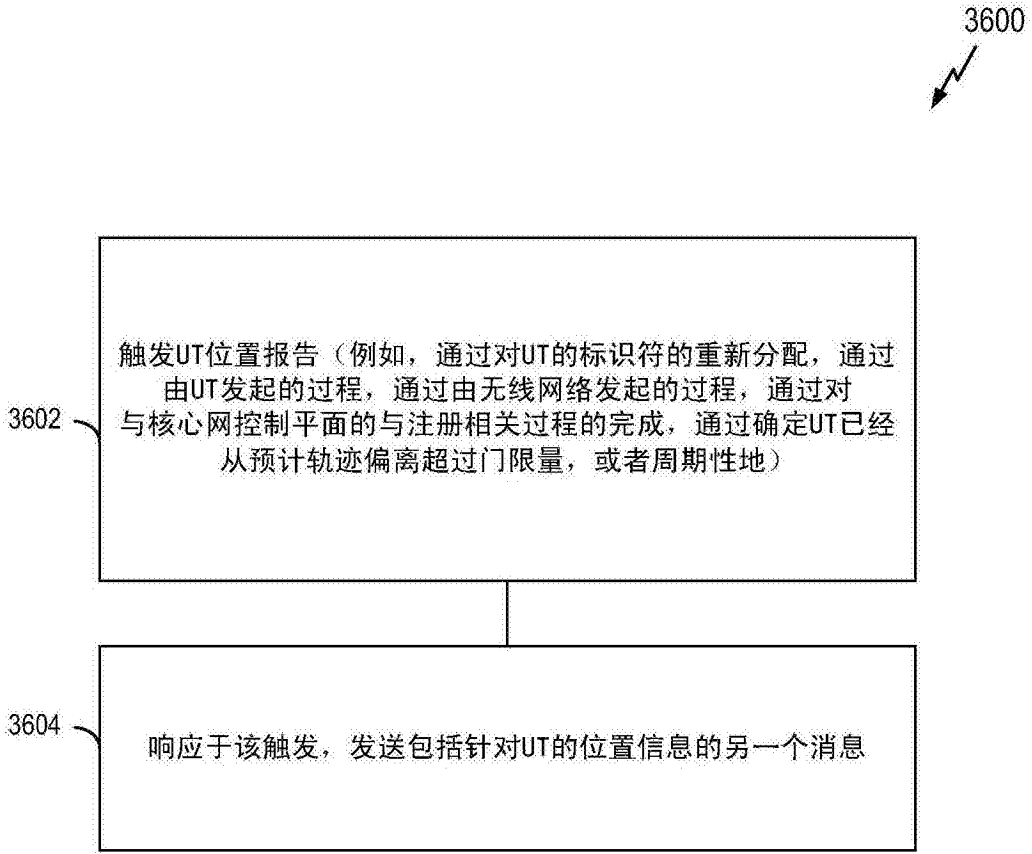 3600
触发UT位置报告（例如，通过对UT的标识符的重新分配，通过
由UT发起的过程，通过由无线网络发起的过程，通过对
与核心网控制平面的与注册相关过程的完成，通过确定UT已经
从预计轨迹偏离超过门限量，或者周期性地）
3602
响应于该触发，发送包括针对UT的位置信息的另一个消息
3604